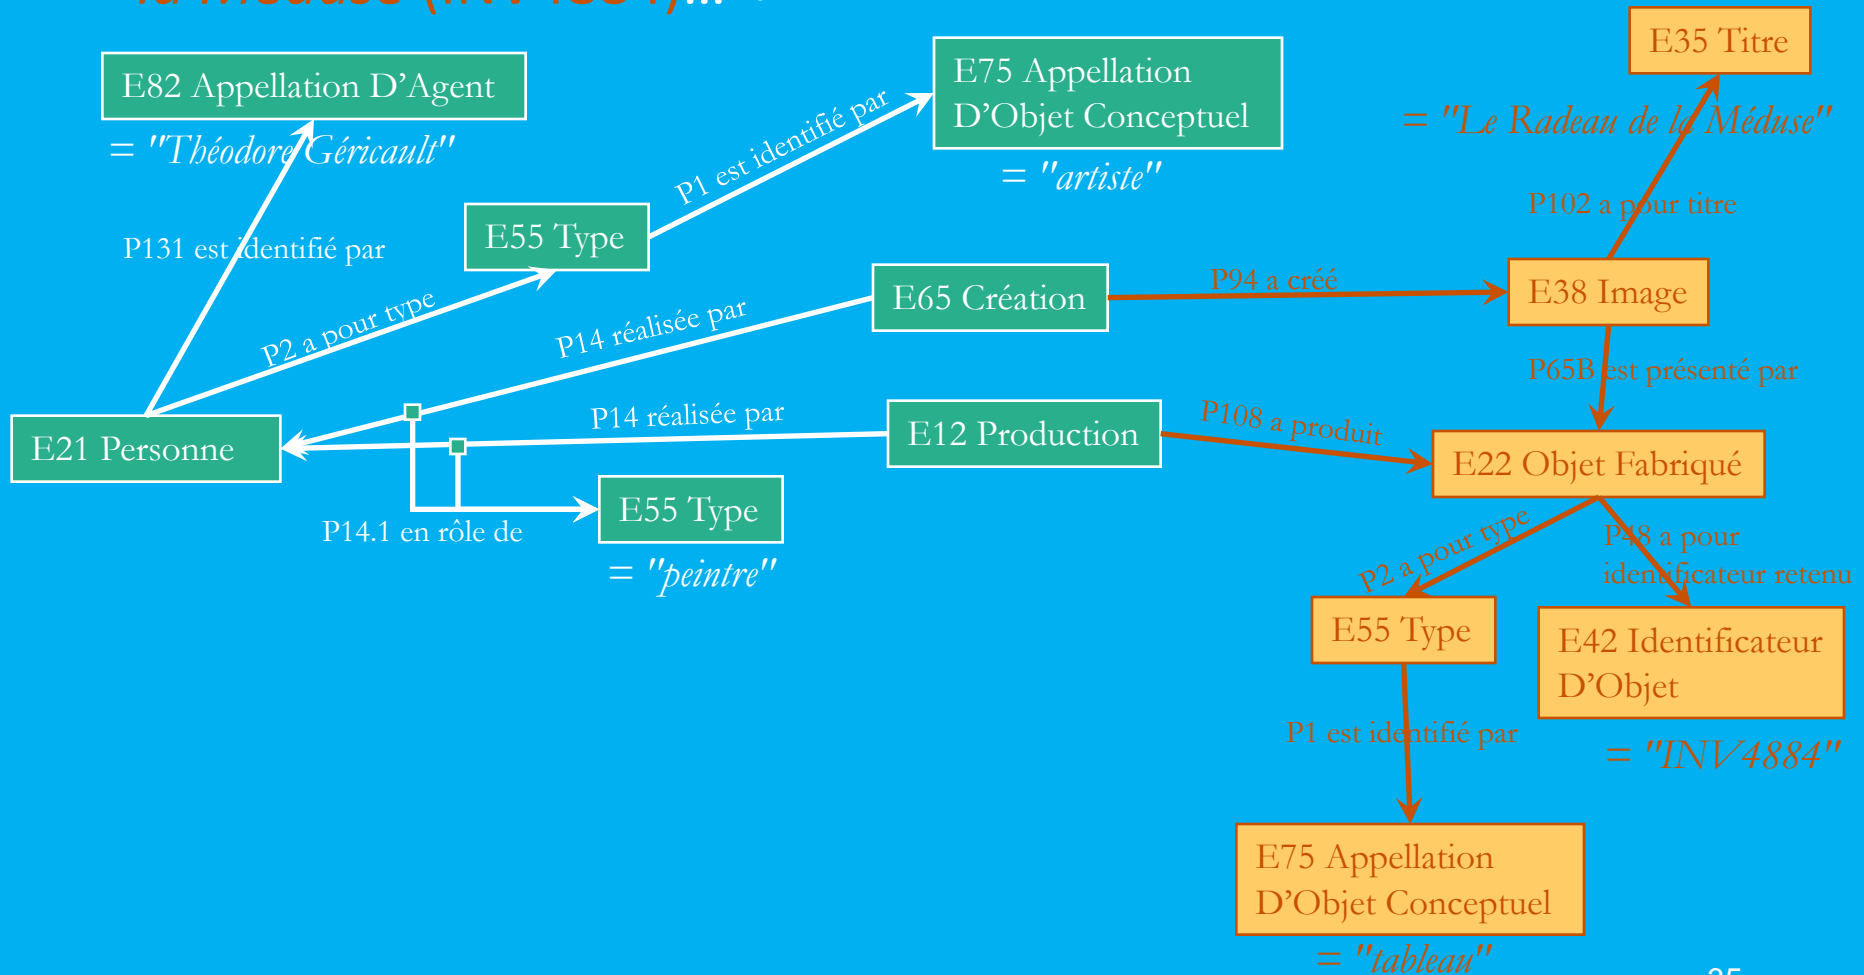 la Méduse (INV4884)...
E35 Titre
E82 Appellation D’Agent
= "Théodore Géricault"
E75 Appellation
D’Objet Conceptuel
= "artiste"
= "Le Radeau de la Méduse"
P1 est identifié par
P102 a pour titre
P131 est identifié par
E55 Type
P2 a pour type
E65 Création
P94 a créé
E38 Image
P14 réalisée par
P65B est présenté par
E21 Personne
P14 réalisée par
E12 Production
P108 a produit
E22 Objet Fabriqué
P14.1 en rôle de
E55 Type
= "peintre"
P2 a pour type
P48 a pour
identificateur retenu
E55 Type
E42 Identificateur
D’Objet
= "INV4884"
P1 est identifié par
E75 Appellation
D’Objet Conceptuel
= "tableau"